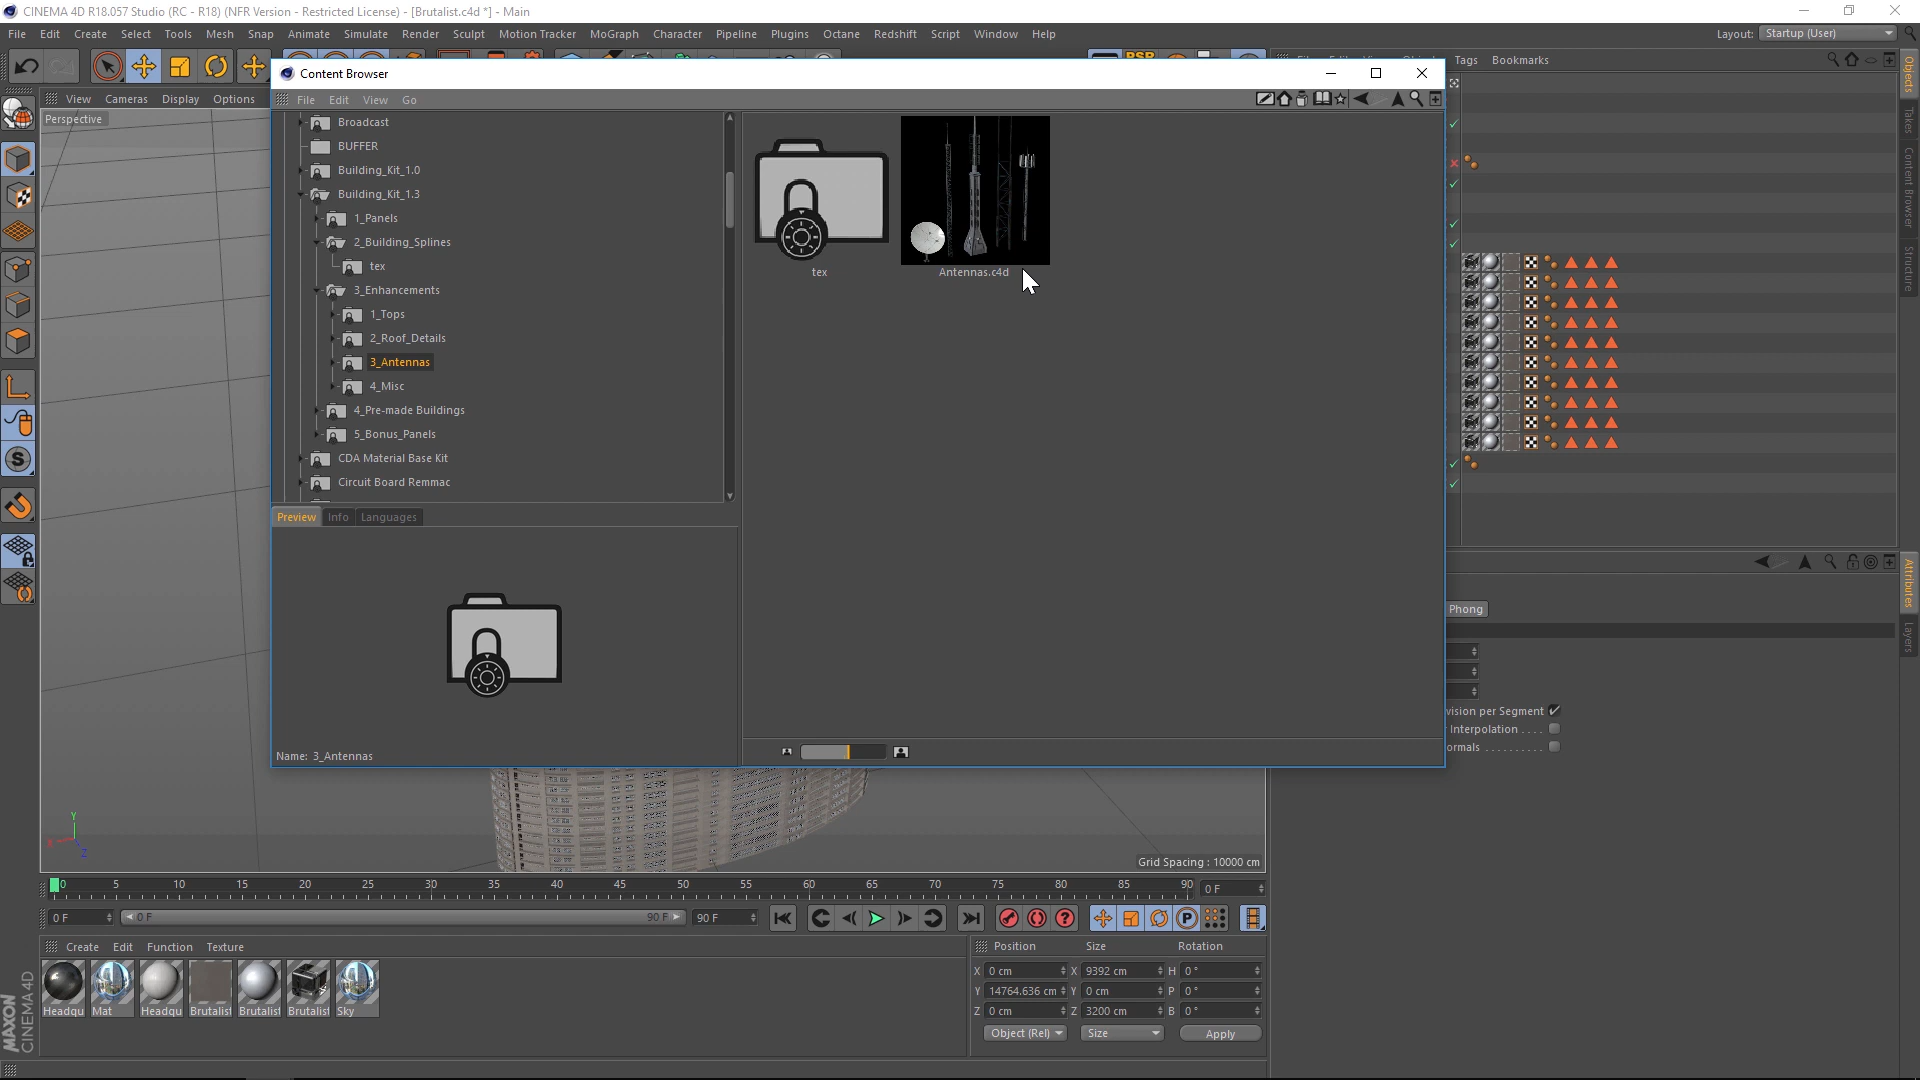 CINEMA 4D R18.057 Studio (RC - R18) (NFR Version - Restricted License) - [Brutalist.c4d *] - Main
File Edit Create Select Tools Mesh Snap Animate Simulate Render Sculpt Motion Tracker MoGraph Character Pipeline Plugins Octane Redshift Script Window Help
Layout: Startup (User)
Content Browser
Tags Bookmarks
View Cameras Display Options
File Edit View Go
Perspective
Broadcast
BUFFER
Building_Kit_1.0
Building_Kit_1.3
1_Panels
2_Building_Splines
tex
3_Enhancements
1_Tops
2_Roof_Details
3_Antennas
4_Misc
4_Pre-made Buildings
5_Bonus_Panels
CDA Material Base Kit
Circuit Board Remmac
tex
Antennas.c4d
Preview Info Languages
Name: 3_Antennas
Objects
Takes
Content Browser
Structure
Attributes
Layers
Phong
vision per Segment
Interpolation . . . .
ormals . . . . . . . . . .
Y
X
Z
Grid Spacing : 10000 cm
0 5 10 15 20 25 30 35 40 45 50 55 60 65 70 75 80 85 90
0 F
0 F
0 F
90 F
90 F
Create Edit Function Texture
Headqu
Mat
Headqu
Brutalist
Brutalist
Brutalist
Sky
Position Size Rotation
X 0 cm X 9392 cm H 0°
Y 14764.636 cm Y 0 cm P 0°
Z 0 cm Z 3200 cm B 0°
Object (Rel) Size Apply
MAXON
CINEMA 4D